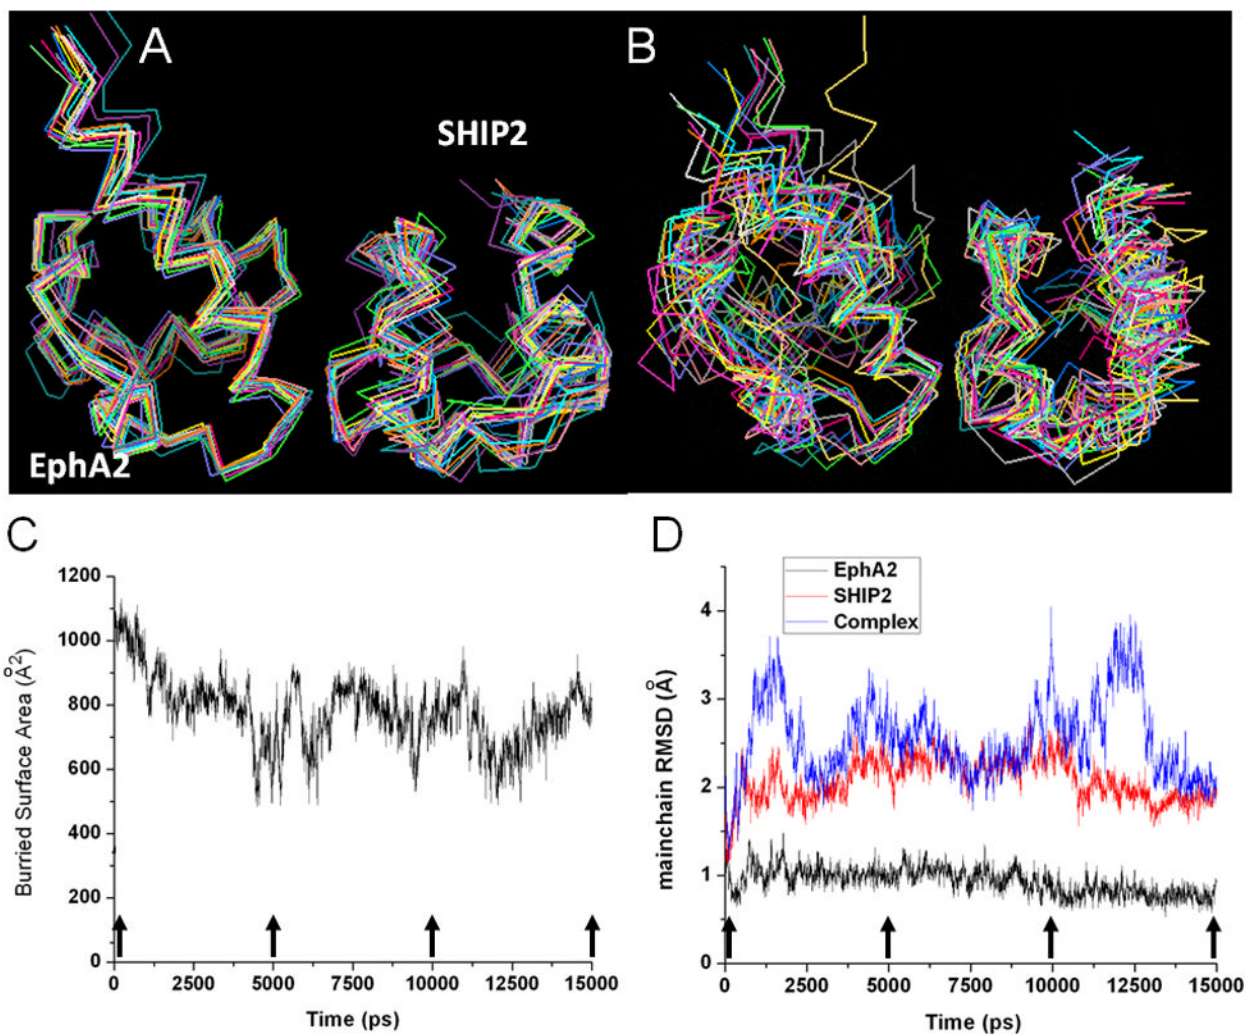 A
B
SHIP2
EphA2
C
D
1200
1000
800
600
400
200
0
Burried Surface Area (Å²)
0
2500
5000
7500
10000
12500
15000
Time (ps)
EphA2
SHIP2
Complex
4
3
2
1
0
mainchain RMSD (Å)
0
2500
5000
7500
10000
12500
15000
Time (ps)